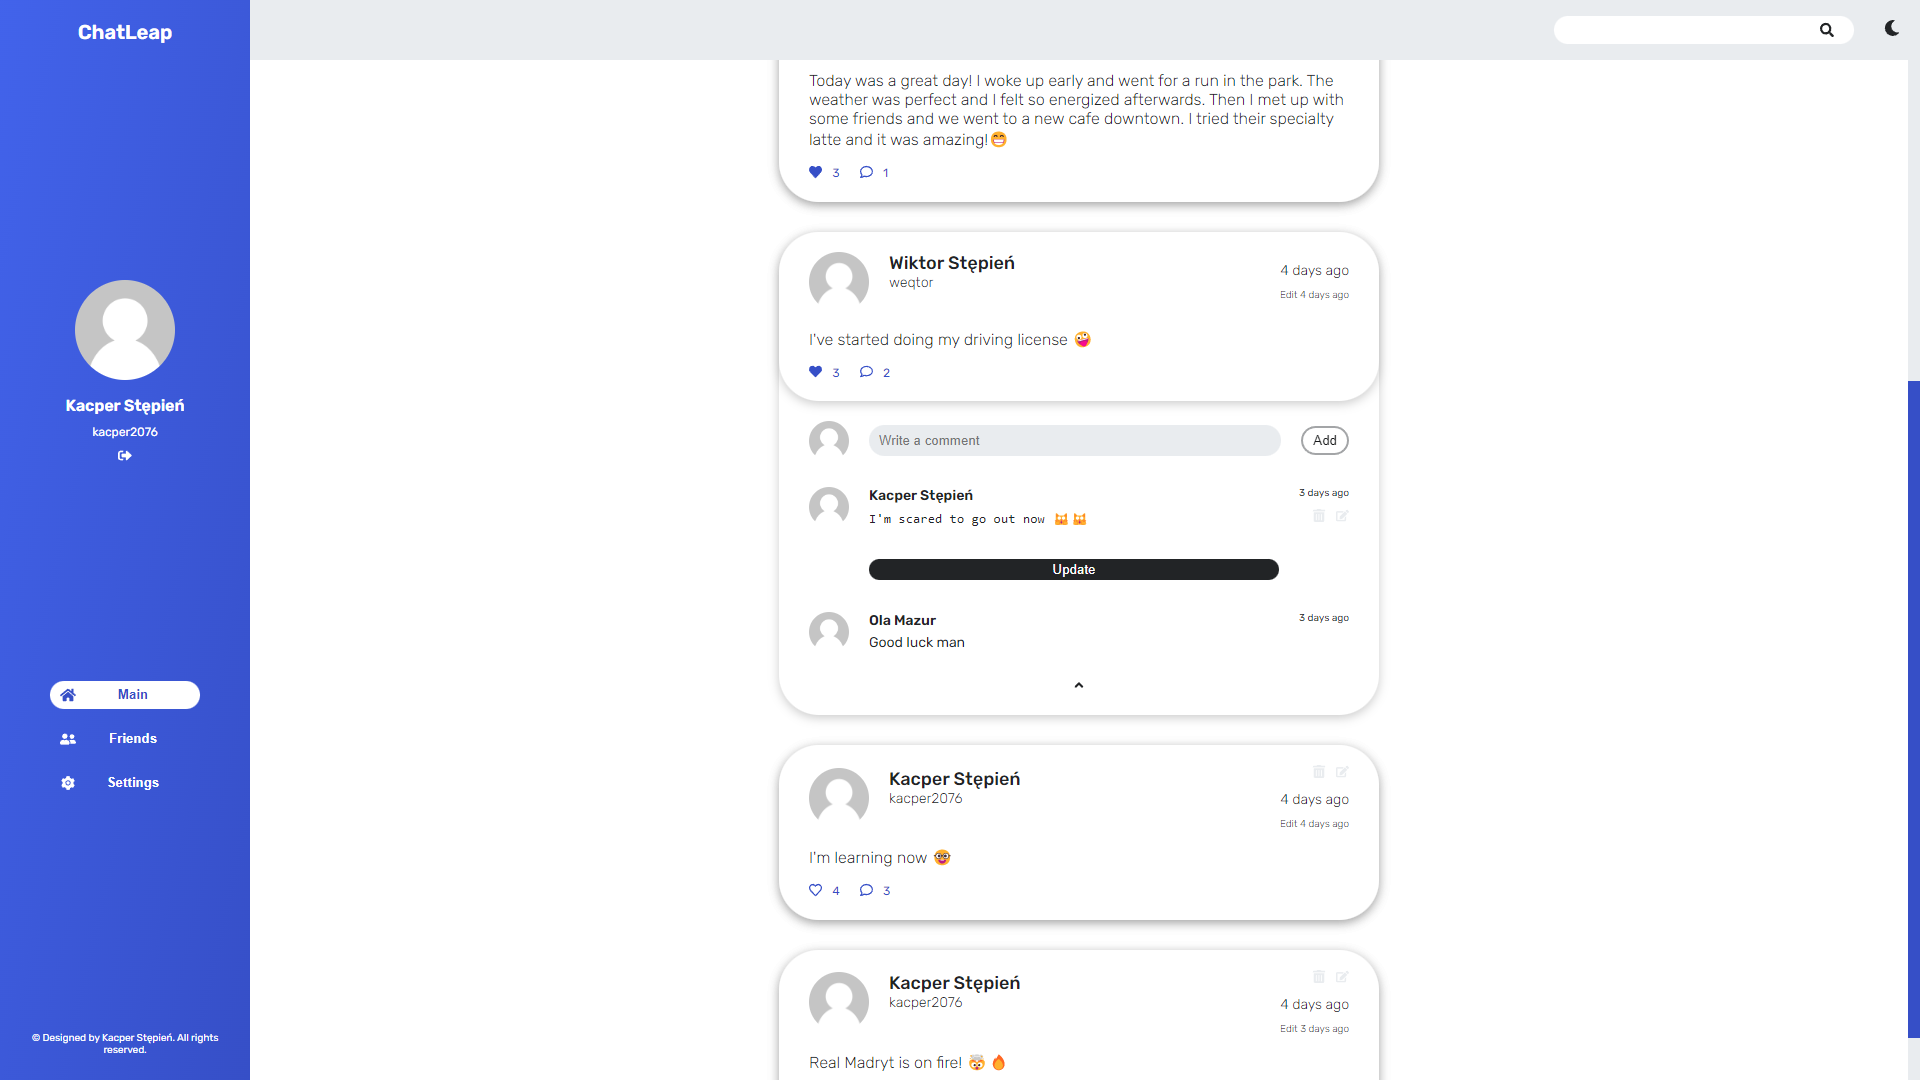 ChatLeap
Kacper Stępień
kacper2076
Main
Friends
Settings
© Designed by Kacper Stępień. All rights
reserved.
Today was a great day! I woke up early and went for a run in the park. The
weather was perfect and I felt so energized afterwards. Then I met up with
some friends and we went to a new cafe downtown. I tried their specialty
latte and it was amazing!😁
3 1
Wiktor Stępień
weqtor
4 days ago
Edit 4 days ago
I've started doing my driving license 🤪
3 2
Write a comment
Add
Kacper Stępień
3 days ago
I'm scared to go out now 🙀🙀
Update
Ola Mazur
3 days ago
Good luck man
Kacper Stępień
kacper2076
4 days ago
Edit 4 days ago
I'm learning now 🤓
4 3
Kacper Stępień
kacper2076
4 days ago
Edit 3 days ago
Real Madryt is on fire! 🤯 🔥